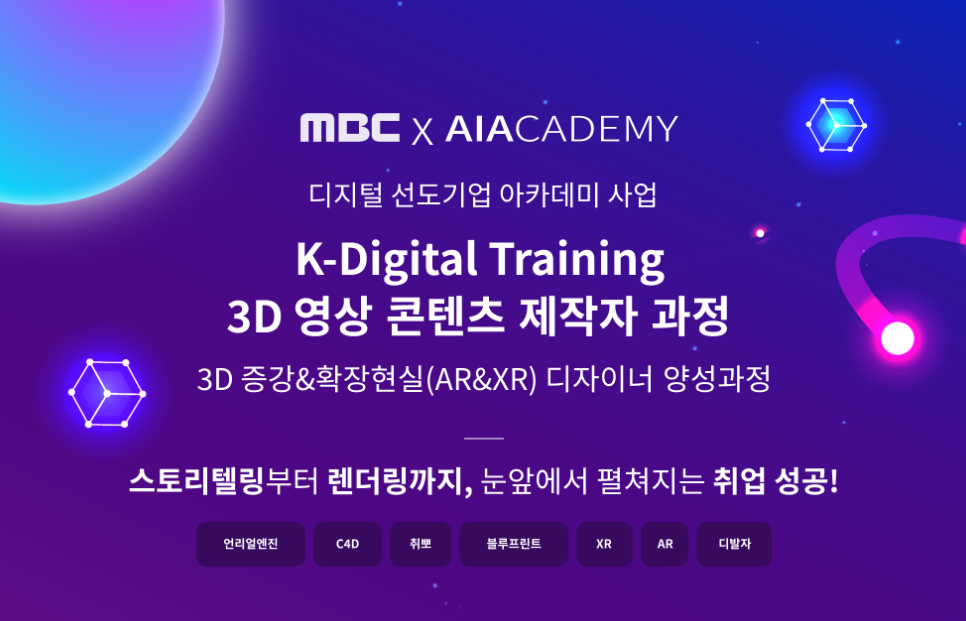 MBC X AIACADEMY
디지털 선도기업 아카데미 사업
K-Digital Training
3D 영상 콘텐츠 제작자 과정
3D 증강&확장현실(AR&XR) 디자이너 양성과정
스토리텔링부터 렌더링까지, 눈앞에서 펼쳐지는 취업 성공!
언리얼엔진 C4D 취뽀 블루프린트 XR AR 디발자